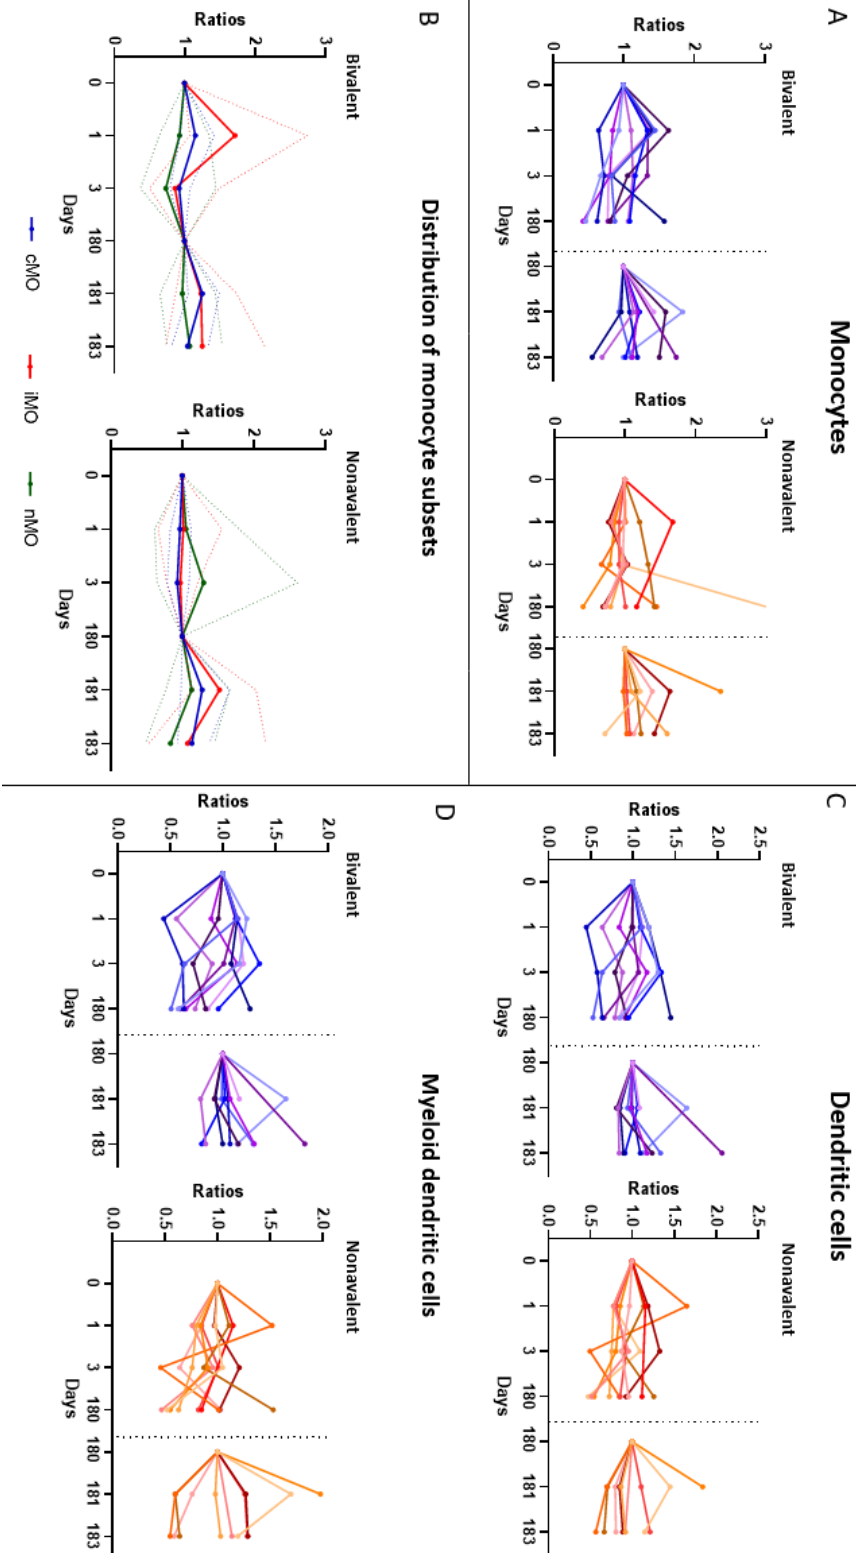 A
Monocytes
Bivalent
Ratios
0
1
2
3
0
1
3
180
180
181
183
Days
Nonavalent
Ratios
0
1
2
3
0
1
3
180
180
181
183
Days
B
Distribution of monocyte subsets
Bivalent
Ratios
0
1
2
3
0
1
3
180
181
183
Days
Nonavalent
Ratios
0
1
2
3
0
1
3
180
181
183
Days
cMO
iMO
nMO
C
Dendritic cells
Bivalent
Ratios
0.0
0.5
1.0
1.5
2.0
2.5
0
1
3
180
180
181
183
Days
Nonavalent
Ratios
0.0
0.5
1.0
1.5
2.0
2.5
0
1
3
180
180
181
183
Days
D
Myeloid dendritic cells
Bivalent
Ratios
0.0
0.5
1.0
1.5
2.0
0
1
3
180
180
181
183
Days
Nonavalent
Ratios
0.0
0.5
1.0
1.5
2.0
0
1
3
180
180
181
183
Days